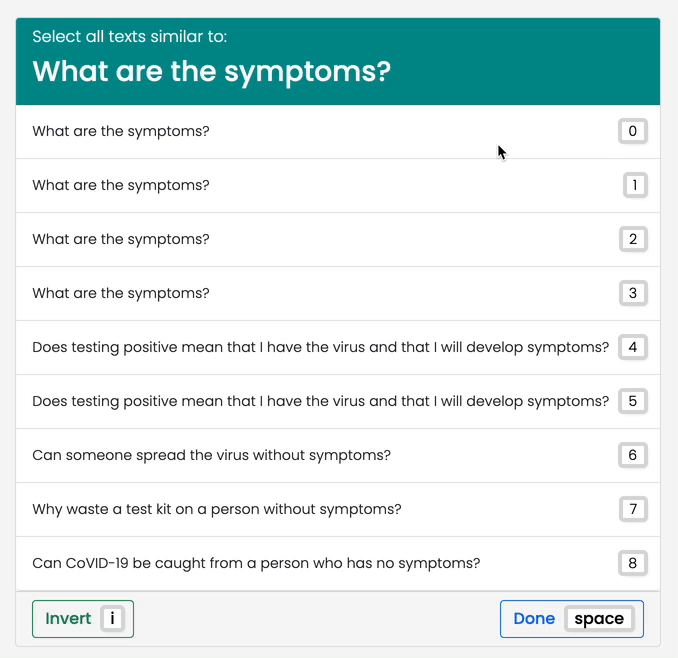 Select all texts similar to:
What are the symptoms?
What are the symptoms? 0
What are the symptoms? 1
What are the symptoms? 2
What are the symptoms? 3
Does testing positive mean that I have the virus and that I will develop symptoms? 4
Does testing positive mean that I have the virus and that I will develop symptoms? 5
Can someone spread the virus without symptoms? 6
Why waste a test kit on a person without symptoms? 7
Can CoVID-19 be caught from a person who has no symptoms? 8
Invert i Done space